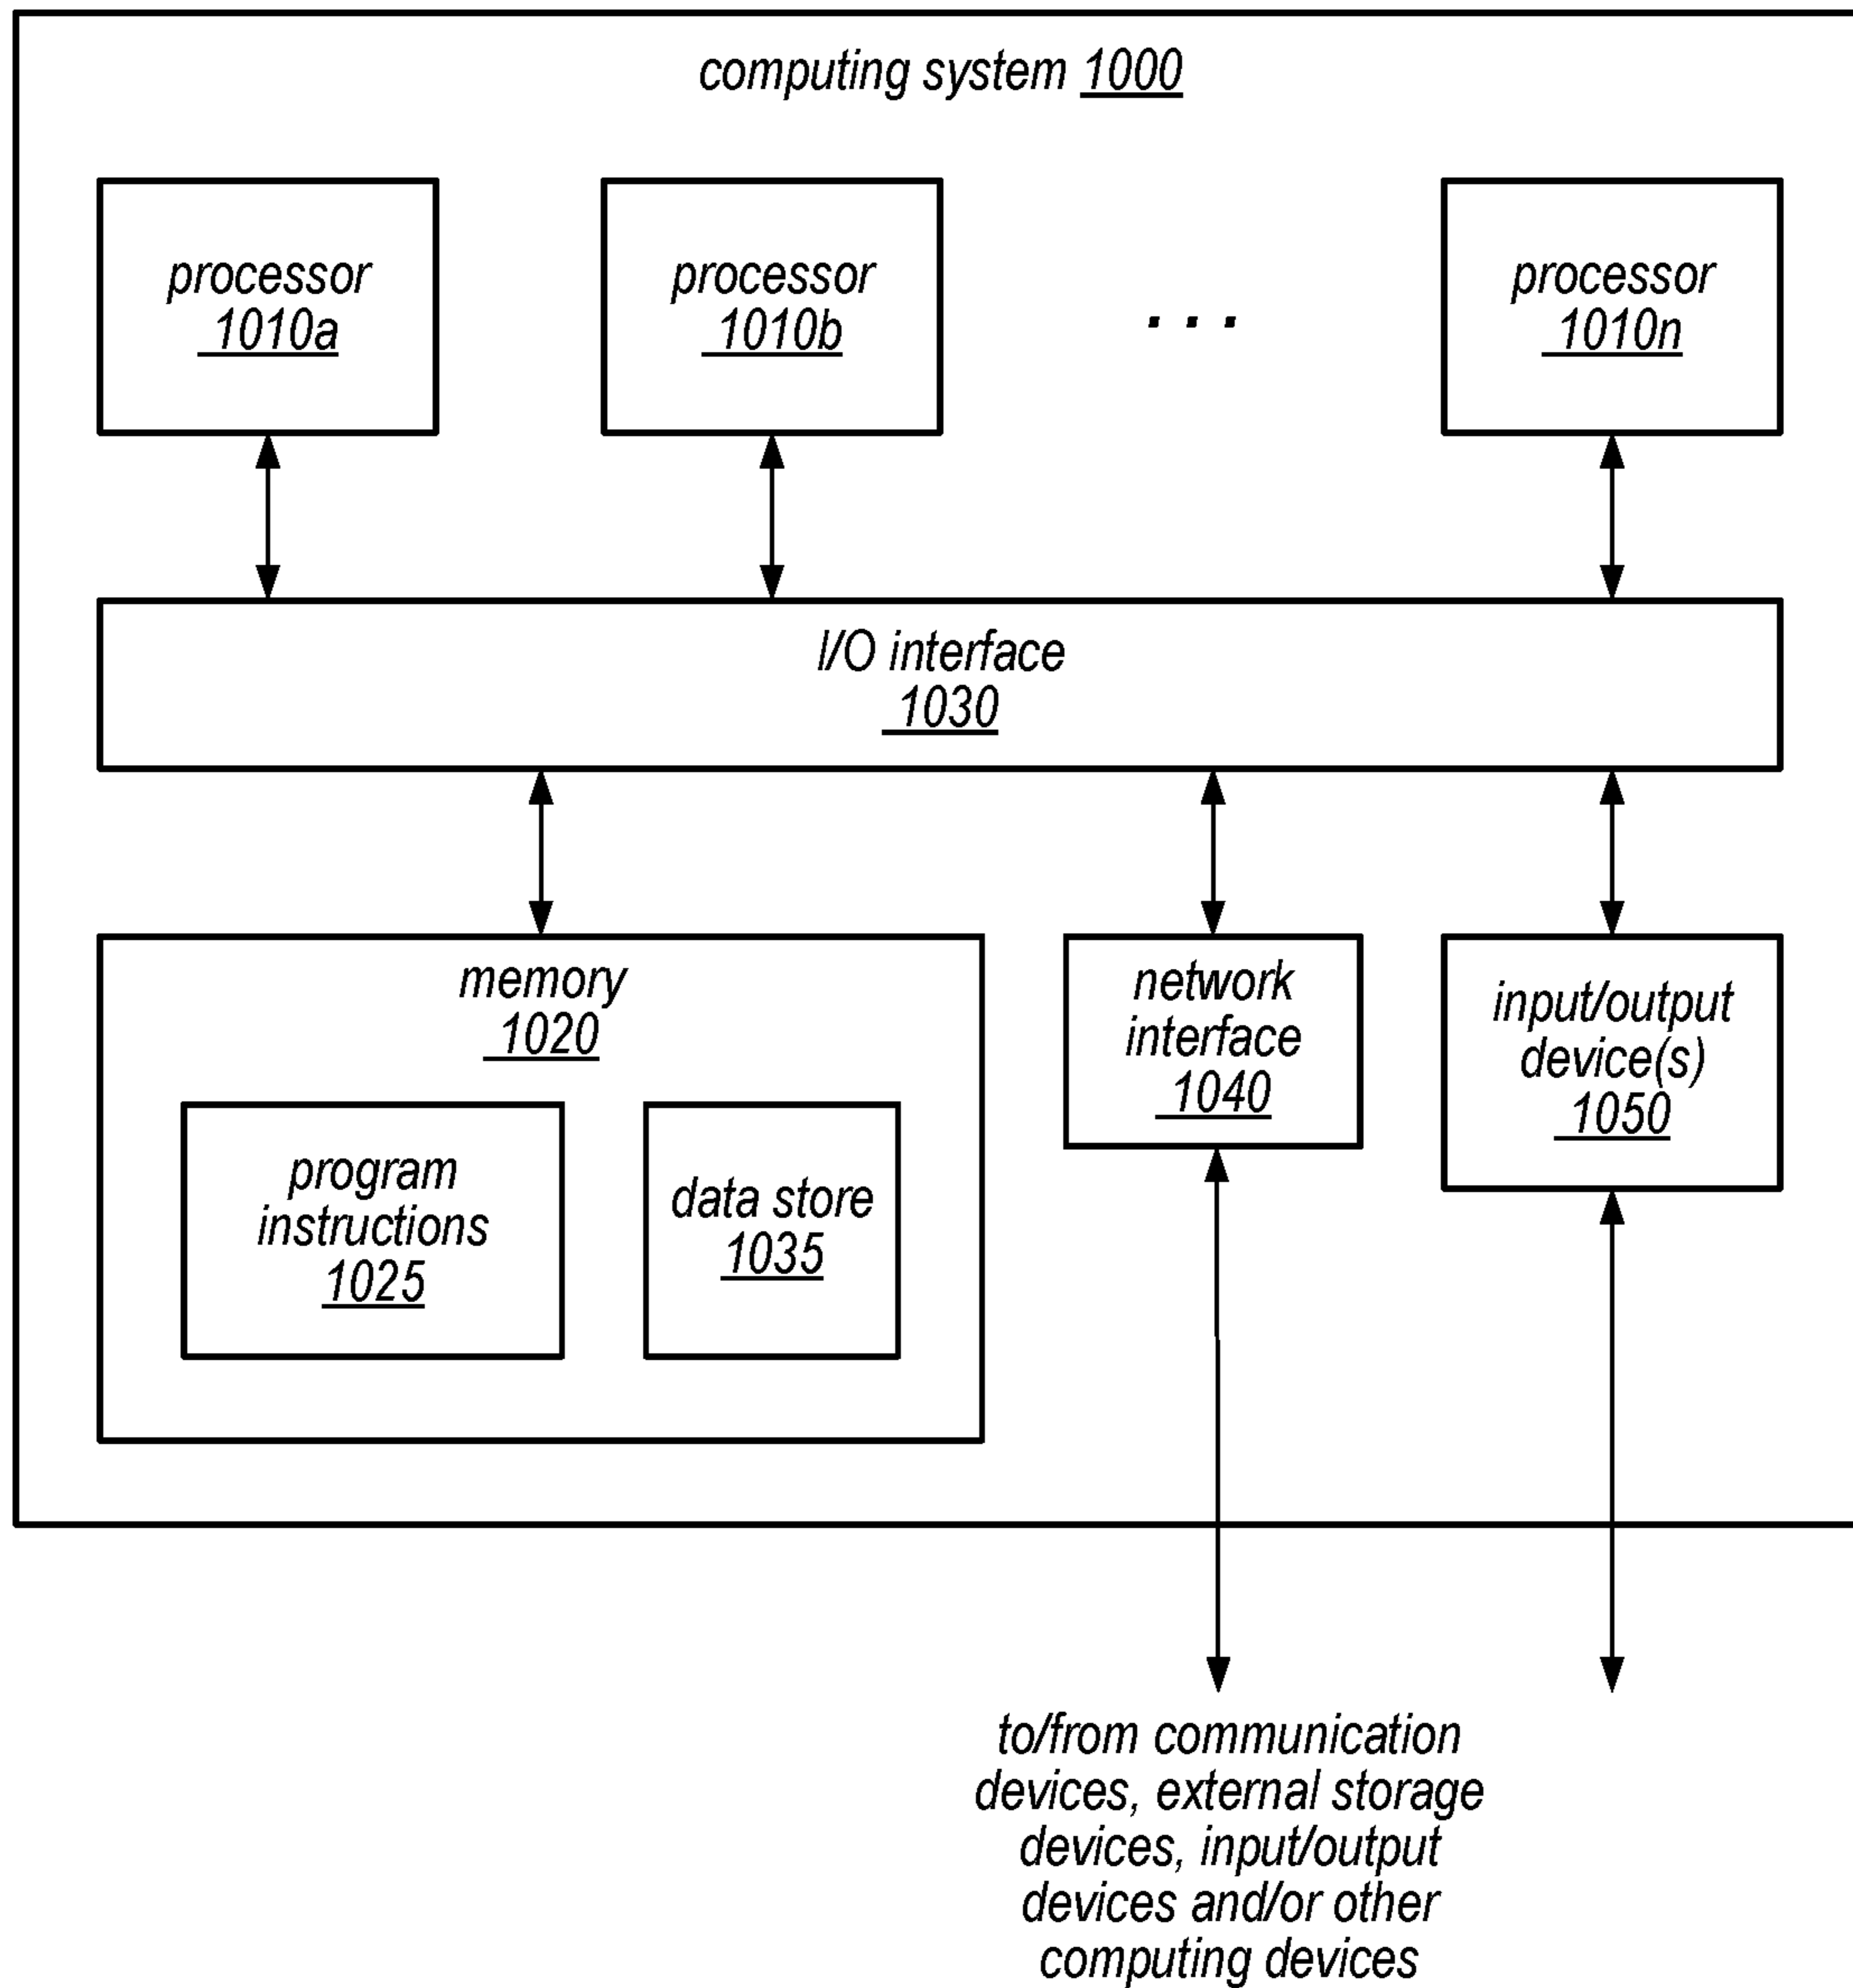 computing system 1000
processor
1010a
processor
1010b
. . .
processor
1010n
I/O interface
1030
memory
1020
program
instructions
1025
data store
1035
network
interface
1040
input/output
device(s)
1050
to/from communication
devices, external storage
devices, input/output
devices and/or other
computing devices